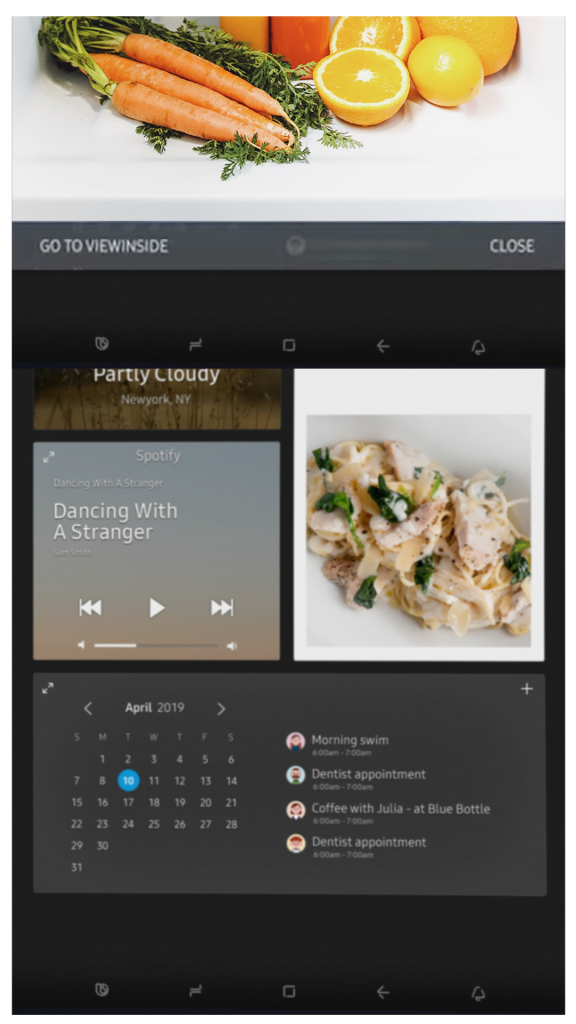 GO TO VIEWINSIDE
CLOSE
Partly Cloudy
Newyork, NY
Spotify
Dancing With A Stranger
Dancing With
A Stranger
Sam Smith
April 2019
S M T W T F S
1 2 3 4 5 6
7 8 10 11 12 13 14
15 16 17 18 19 20 21
22 23 24 25 26 27 28
29 30
31
Morning swim
6:00am - 7:00am
Dentist appointment
6:00am - 7:00am
Coffee with Julia - at Blue Bottle
6:00am - 7:00am
Dentist appointment
6:00am - 7:00am